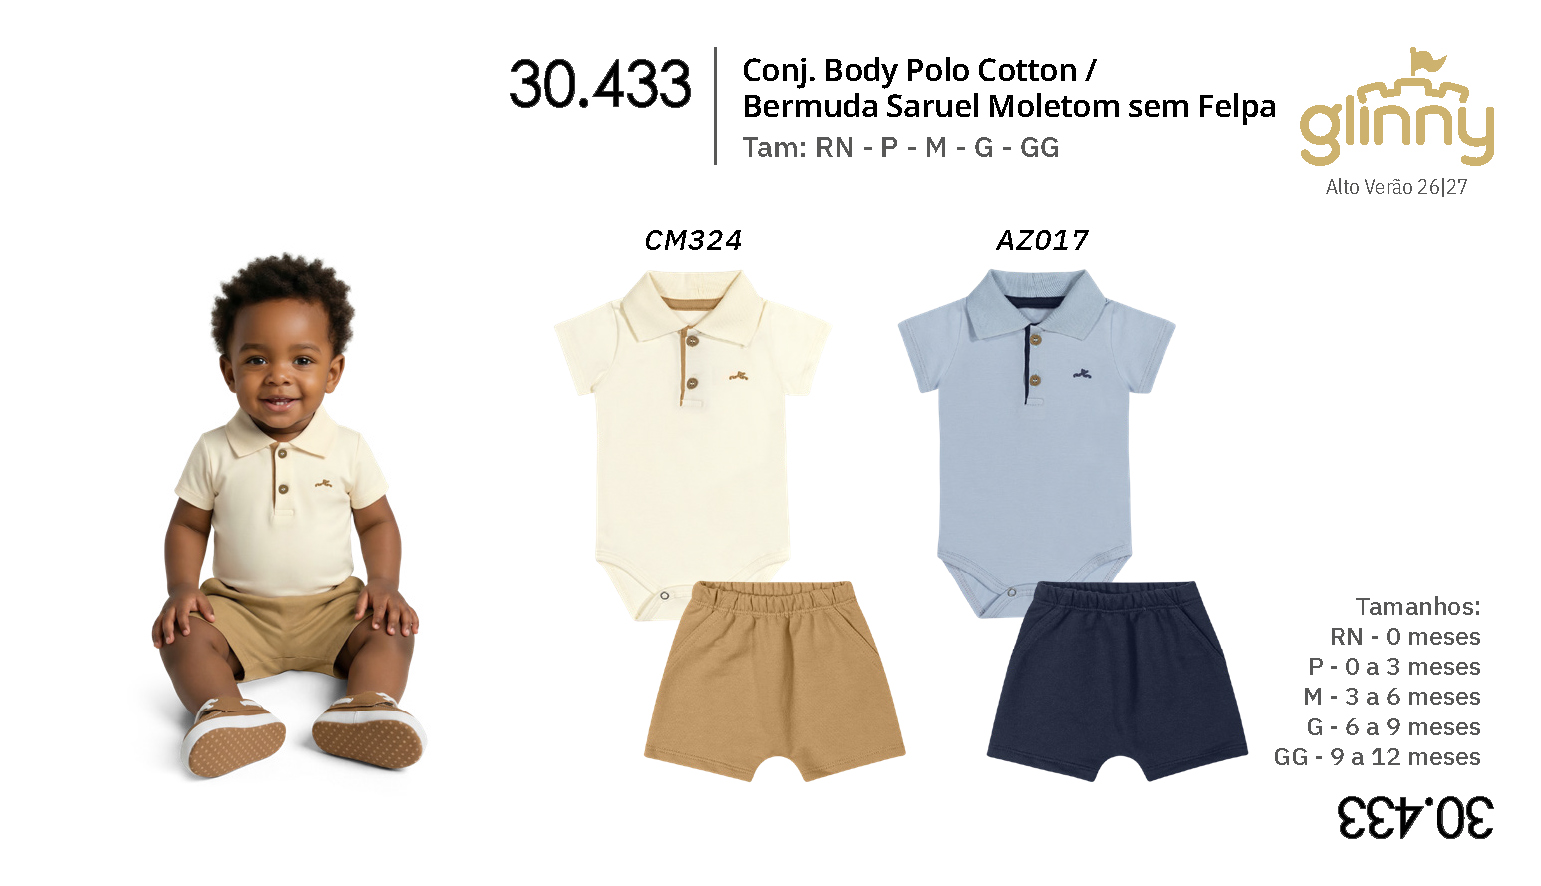 30.433
Conj. Body Polo Cotton /
Bermuda Saruel Moletom sem Felpa
Tam: RN - P - M - G - GG
glinny
Alto Verão 26|27
CM324
AZ017
Tamanhos:
RN - 0 meses
P - 0 a 3 meses
M - 3 a 6 meses
G - 6 a 9 meses
GG - 9 a 12 meses
30.433